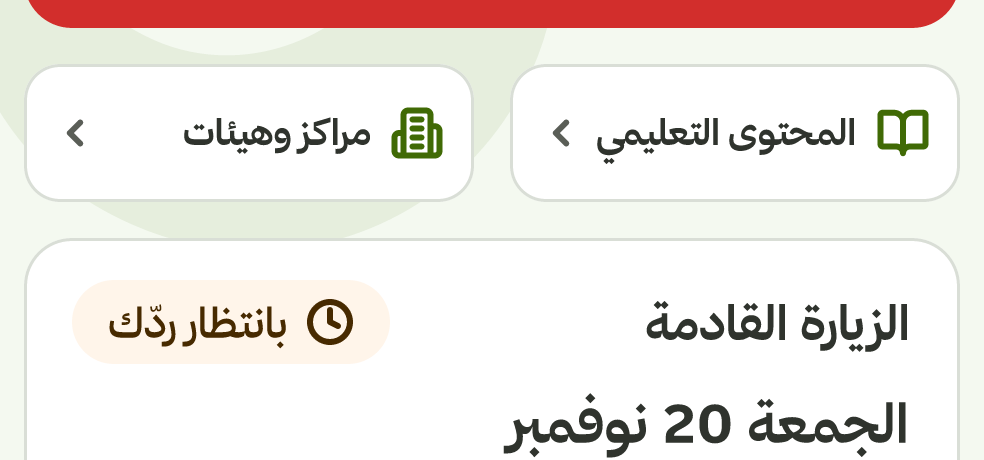 المحتوى التعليمي
مراكز وهيئات
الزيارة القادمة
بانتظار ردّك
الجمعة 20 نوفمبر